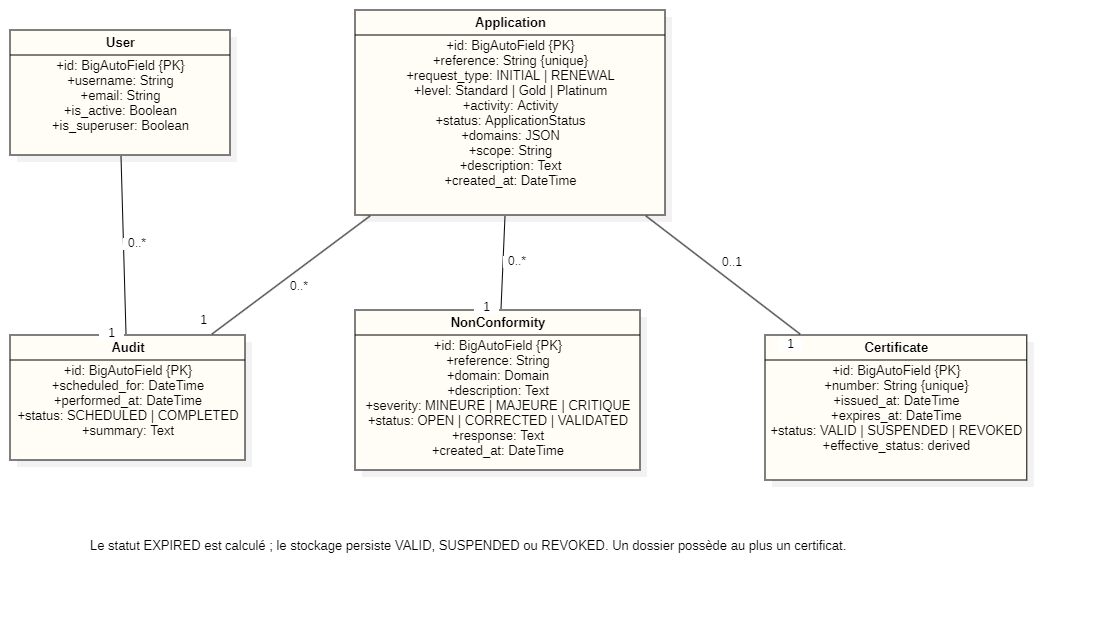 User
+id: BigAutoField {PK}
+username: String
+email: String
+is_active: Boolean
+is_superuser: Boolean
Application
+id: BigAutoField {PK}
+reference: String {unique}
+request_type: INITIAL | RENEWAL
+level: Standard | Gold | Platinum
+activity: Activity
+status: ApplicationStatus
+domains: JSON
+scope: String
+description: Text
+created_at: DateTime
0..*
1
0..*
1
0..*
1
0..1
1
Audit
+id: BigAutoField {PK}
+scheduled_for: DateTime
+performed_at: DateTime
+status: SCHEDULED | COMPLETED
+summary: Text
NonConformity
+id: BigAutoField {PK}
+reference: String
+domain: Domain
+description: Text
+severity: MINEURE | MAJEURE | CRITIQUE
+status: OPEN | CORRECTED | VALIDATED
+response: Text
+created_at: DateTime
Certificate
+id: BigAutoField {PK}
+number: String {unique}
+issued_at: DateTime
+expires_at: DateTime
+status: VALID | SUSPENDED | REVOKED
+effective_status: derived
Le statut EXPIRED est calculé ; le stockage persiste VALID, SUSPENDED ou REVOKED. Un dossier possède au plus un certificat.